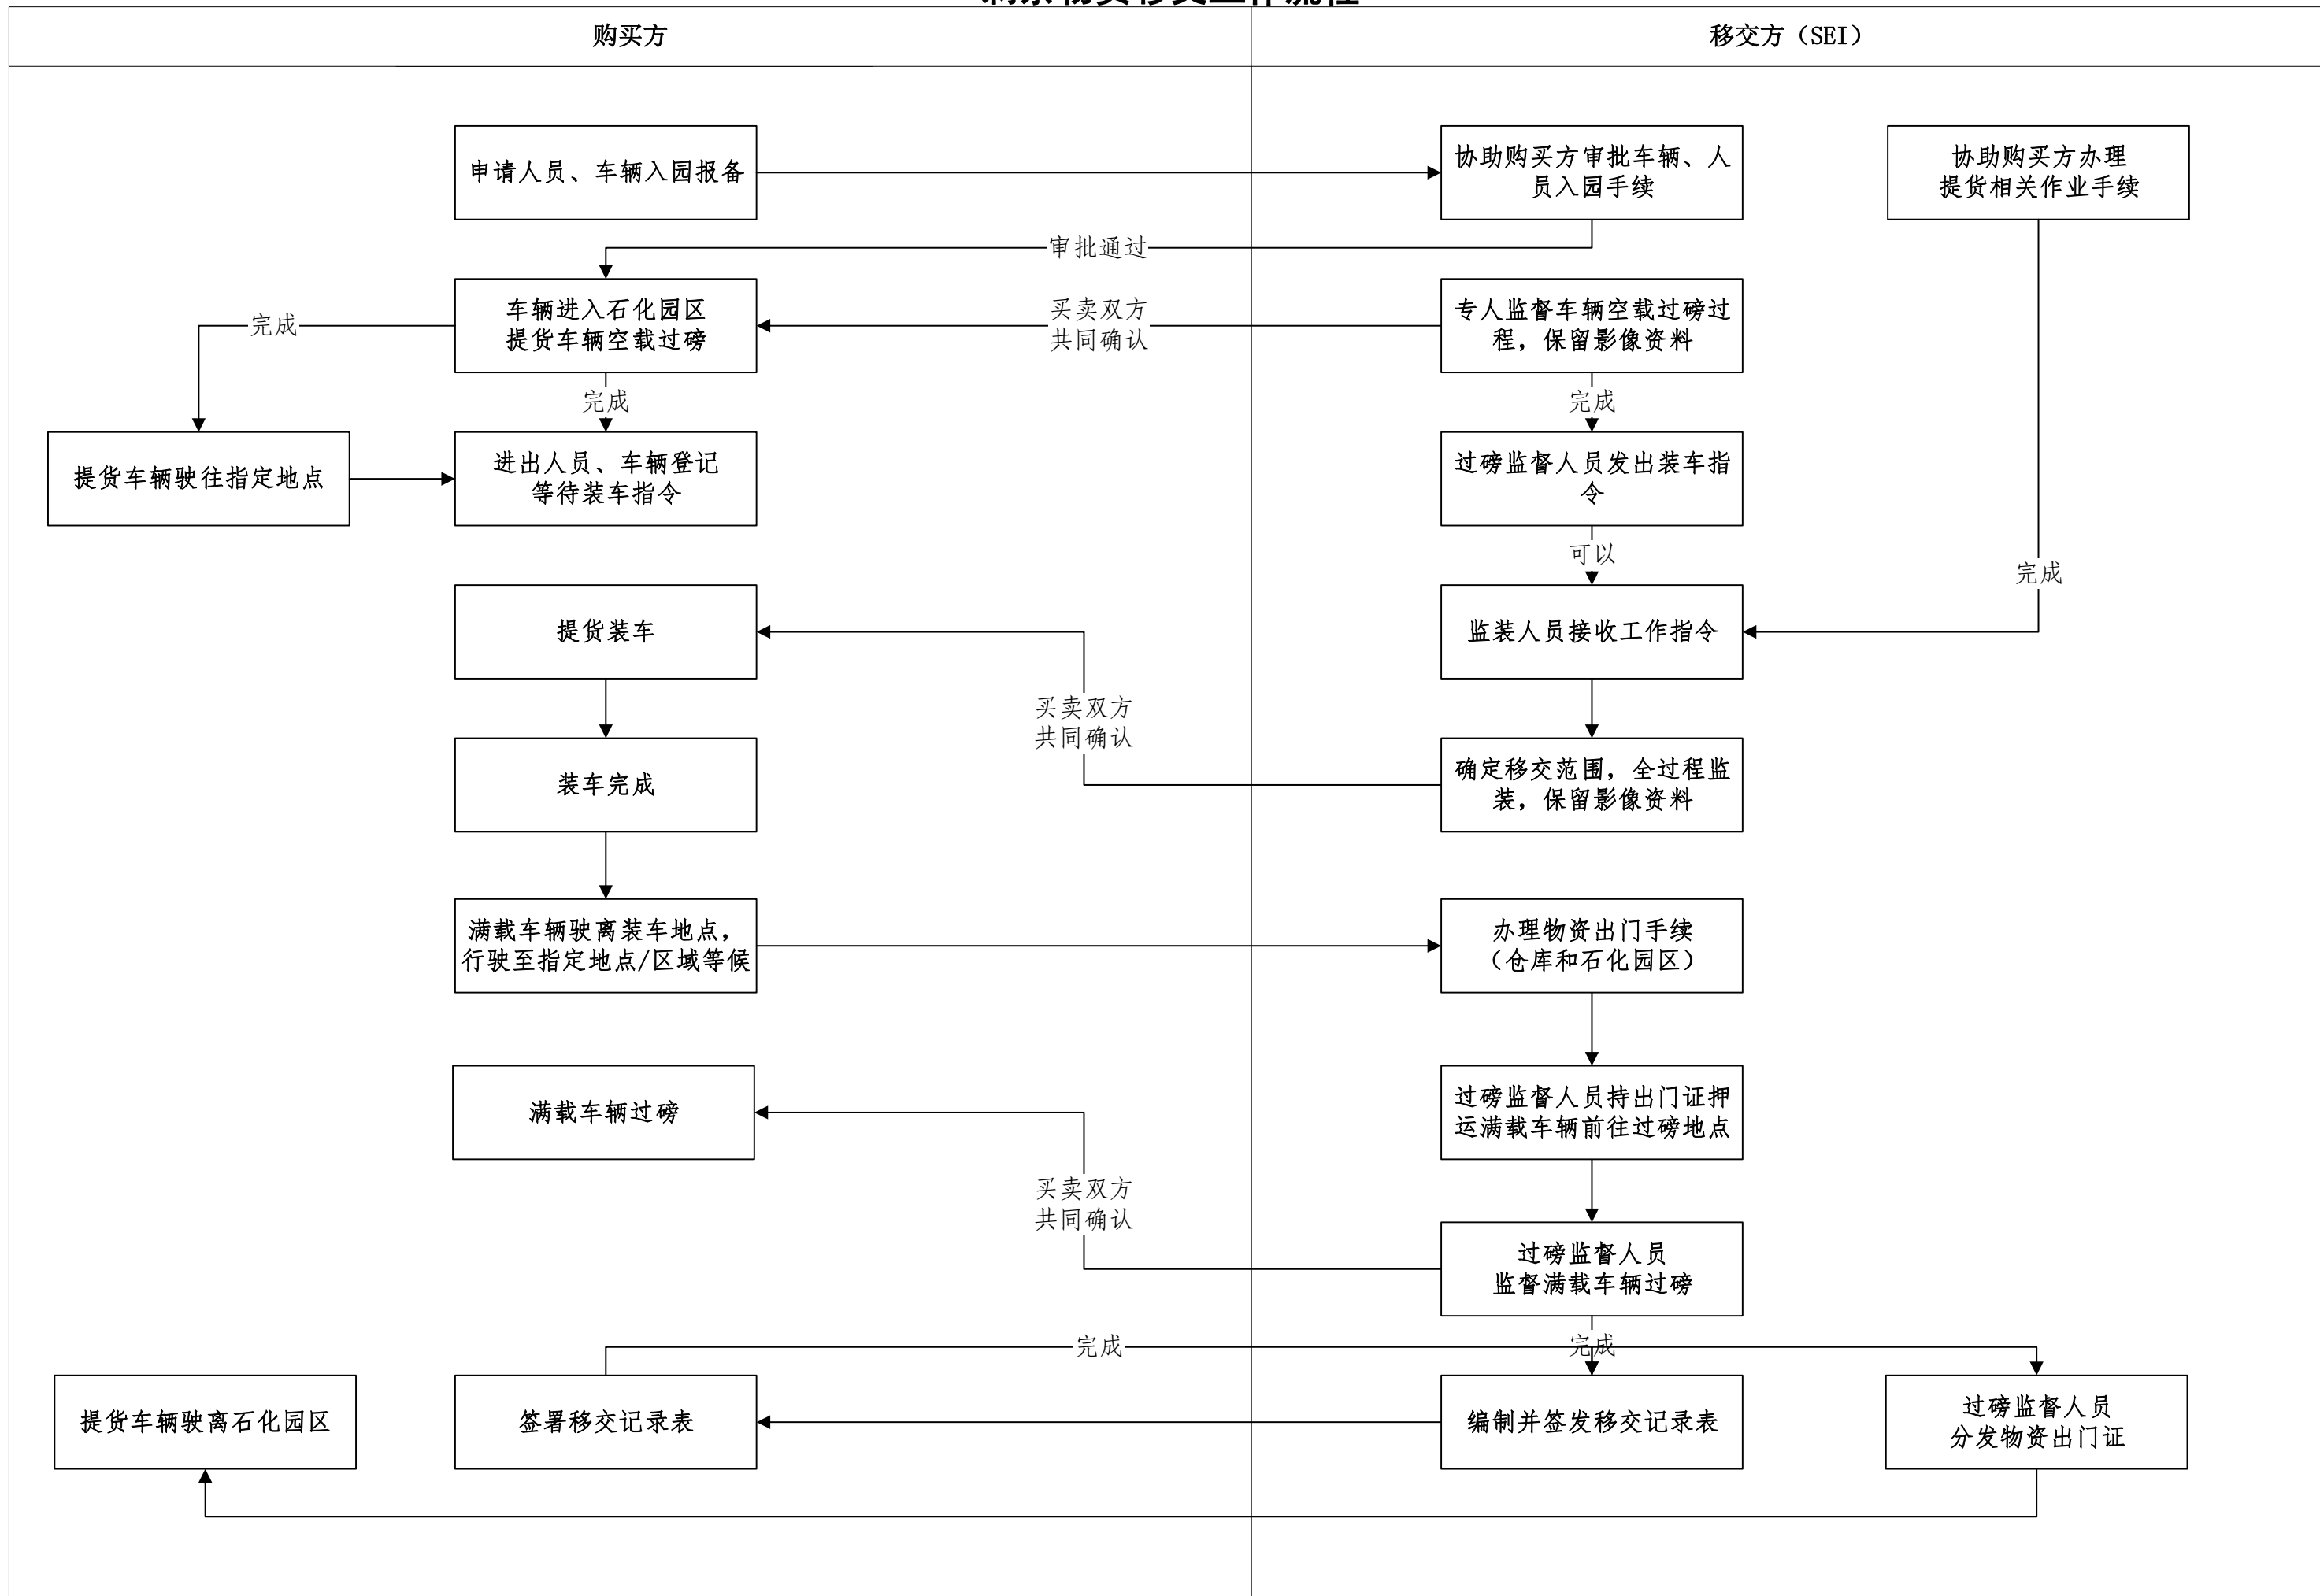 购买方
移交方（SEI）
申请人员、车辆入园报备
协助购买方审批车辆、人
员入园手续
协助购买方办理
提货相关作业手续
审批通过
车辆进入石化园区
提货车辆空载过磅
买卖双方
共同确认
专人监督车辆空载过磅过
程，保留影像资料
完成
完成
完成
提货车辆驶往指定地点
进出人员、车辆登记
等待装车指令
过磅监督人员发出装车指
令
可以
完成
提货装车
监装人员接收工作指令
买卖双方
共同确认
装车完成
确定移交范围，全过程监
装，保留影像资料
满载车辆驶离装车地点，
行驶至指定地点/区域等候
办理物资出门手续
（仓库和石化园区）
满载车辆过磅
过磅监督人员持出门证押
运满载车辆前往过磅地点
买卖双方
共同确认
过磅监督人员
监督满载车辆过磅
完成
完成
提货车辆驶离石化园区
签署移交记录表
编制并签发移交记录表
过磅监督人员
分发物资出门证